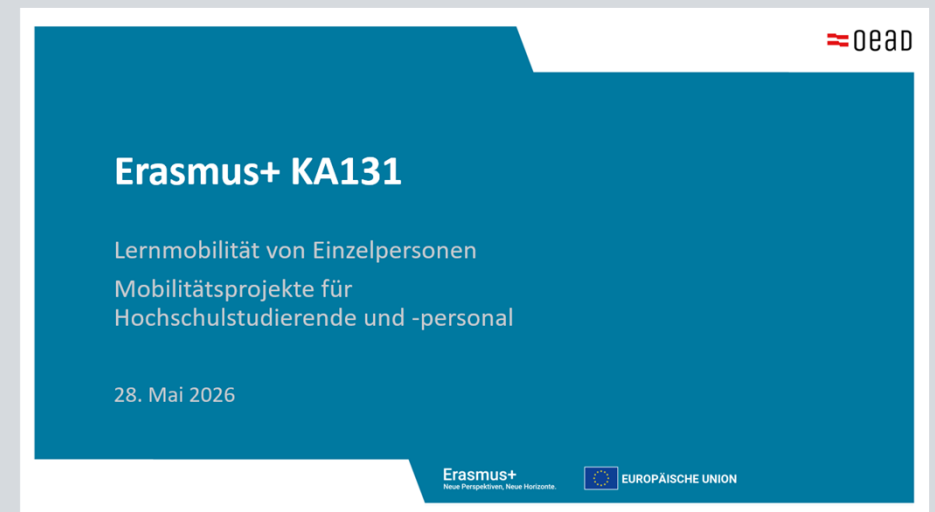 oead
Erasmus+ KA131
Lernmobilität von Einzelpersonen
Mobilitätsprojekte für
Hochschulstudierende und -personal
28. Mai 2026
Erasmus+
Neue Perspektiven, Neue Horizonte.
EUROPÄISCHE UNION